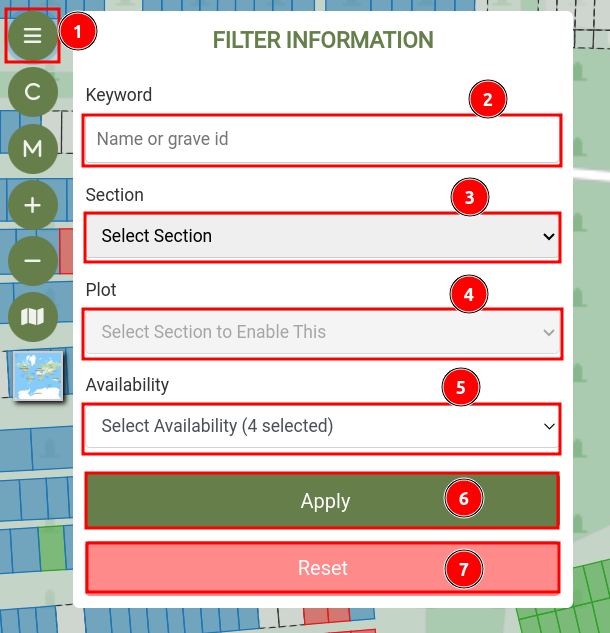 1
FILTER INFORMATION
C
Keyword
2
Name or grave id
M
Section
3
+
Select Section
−
Plot
4
Select Section to Enable This
Availability
5
Select Availability (4 selected)
Apply
6
Reset
7